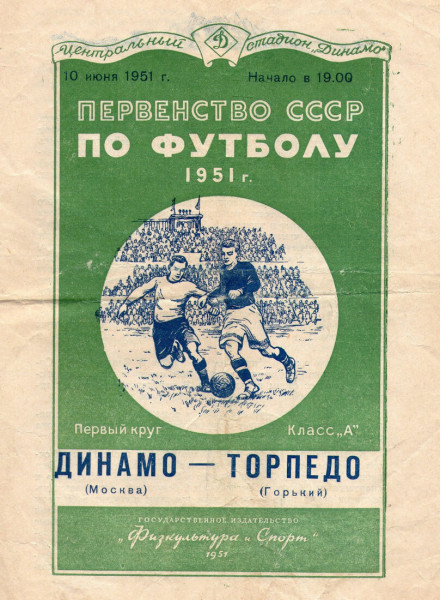 Центральный стадион „Динамо"
Д
10 июня 1951 г. Начало в 19.00
ПЕРВЕНСТВО СССР
ПО ФУТБОЛУ
1951 г.
Первый круг Класс „А"
ДИНАМО — ТОРПЕДО
(Москва) (Горький)
ГОСУДАРСТВЕННОЕ ИЗДАТЕЛЬСТВО
„Физкультура и Спорт"
1951